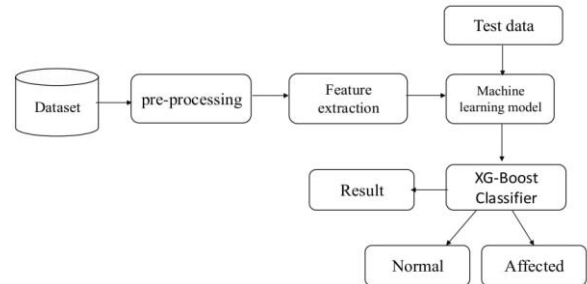 Test data
Dataset
pre-processing
Feature
extraction
Machine
learning model
Result
XG-Boost
Classifier
Normal
Affected